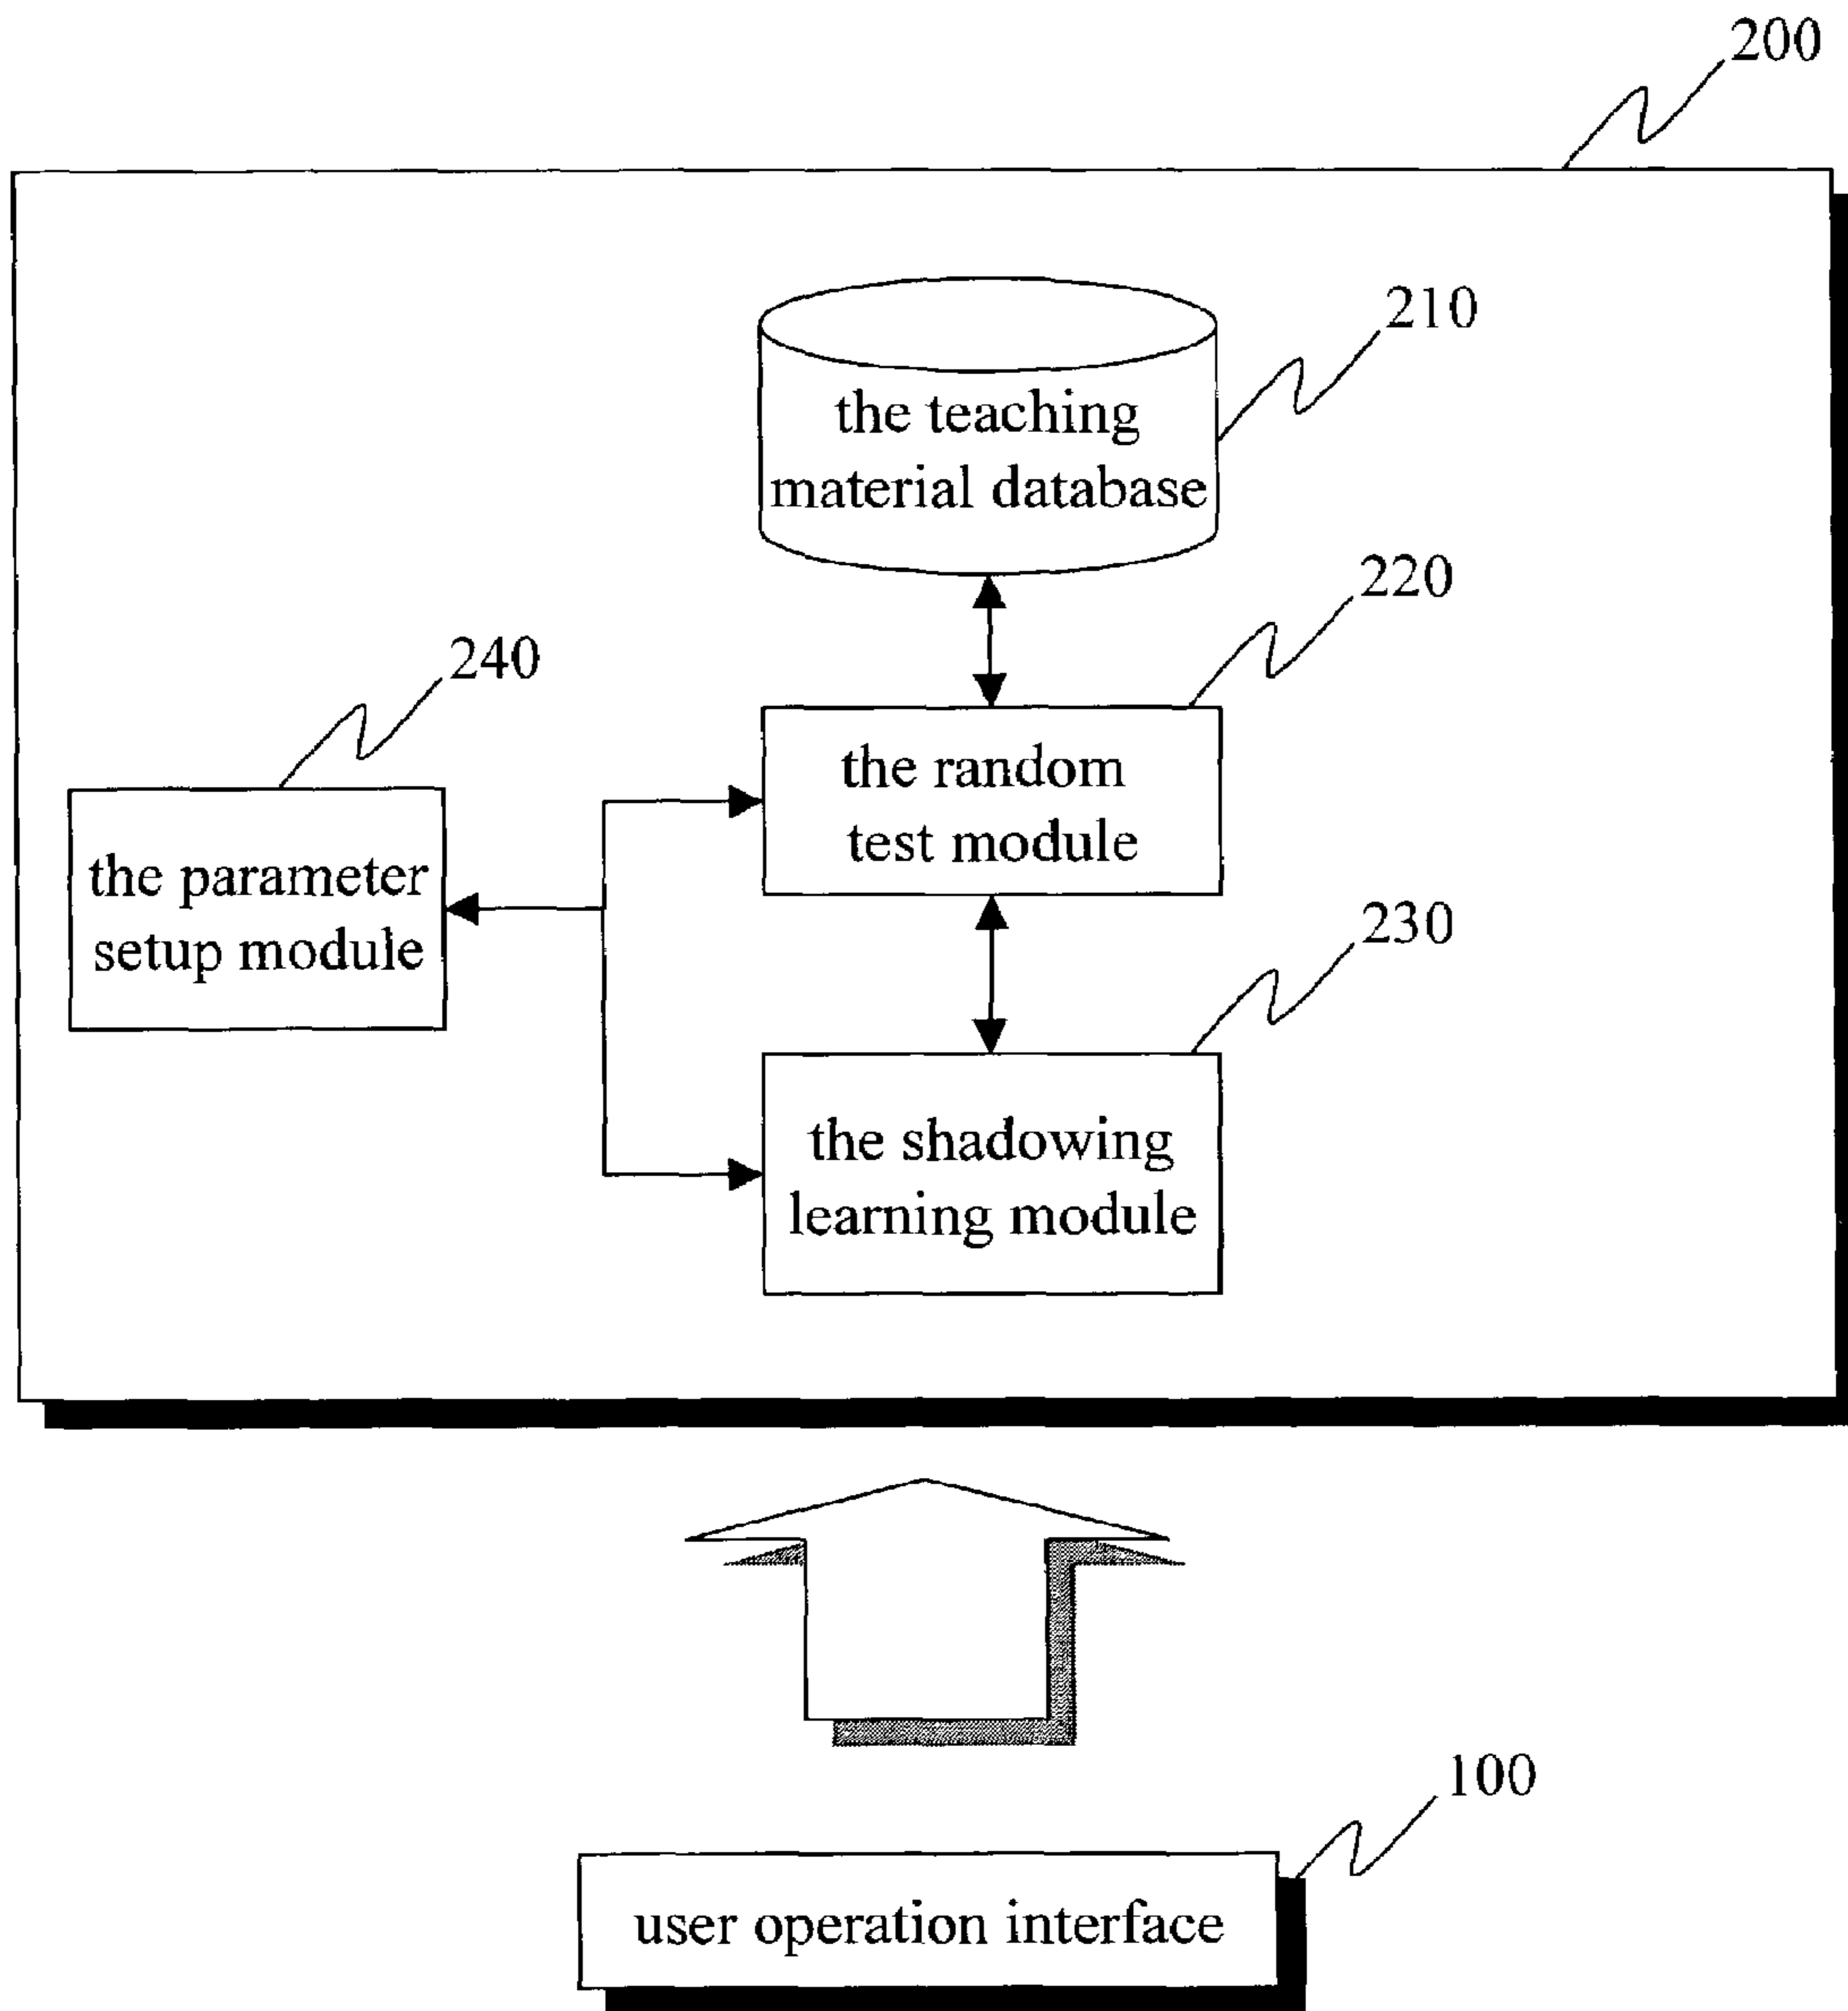 200
210
the teaching
material database
220
240
the random
test module
the parameter
setup module
230
the shadowing
learning module
100
user operation interface